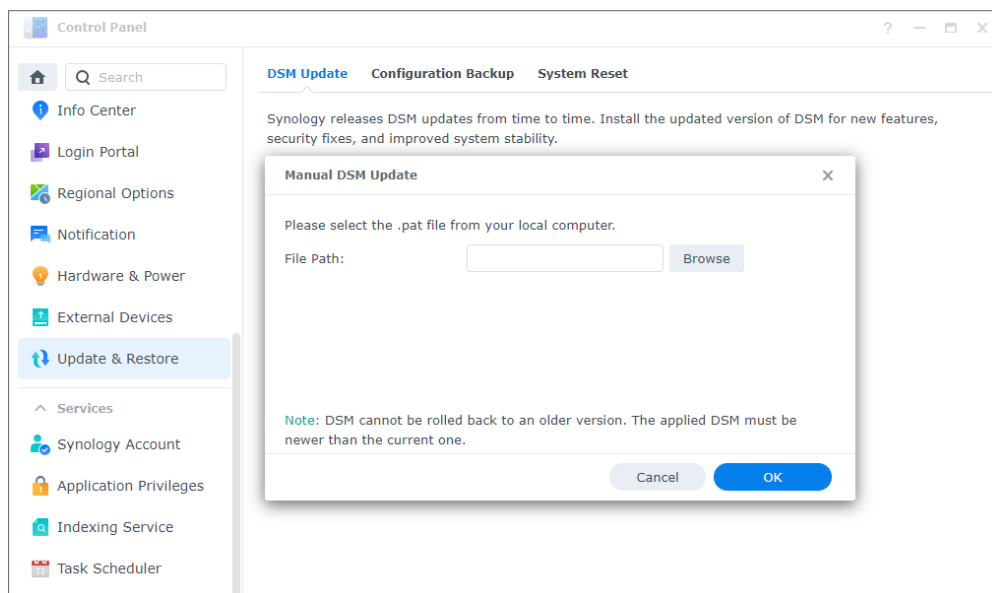 Control Panel
Search
Info Center
Login Portal
Regional Options
Notification
Hardware & Power
External Devices
Update & Restore
Services
Synology Account
Application Privileges
Indexing Service
Task Scheduler
DSM Update Configuration Backup System Reset
Synology releases DSM updates from time to time. Install the updated version of DSM for new features,
security fixes, and improved system stability.
Manual DSM Update
Please select the .pat file from your local computer.
File Path: Browse
Note: DSM cannot be rolled back to an older version. The applied DSM must be
newer than the current one.
Cancel OK